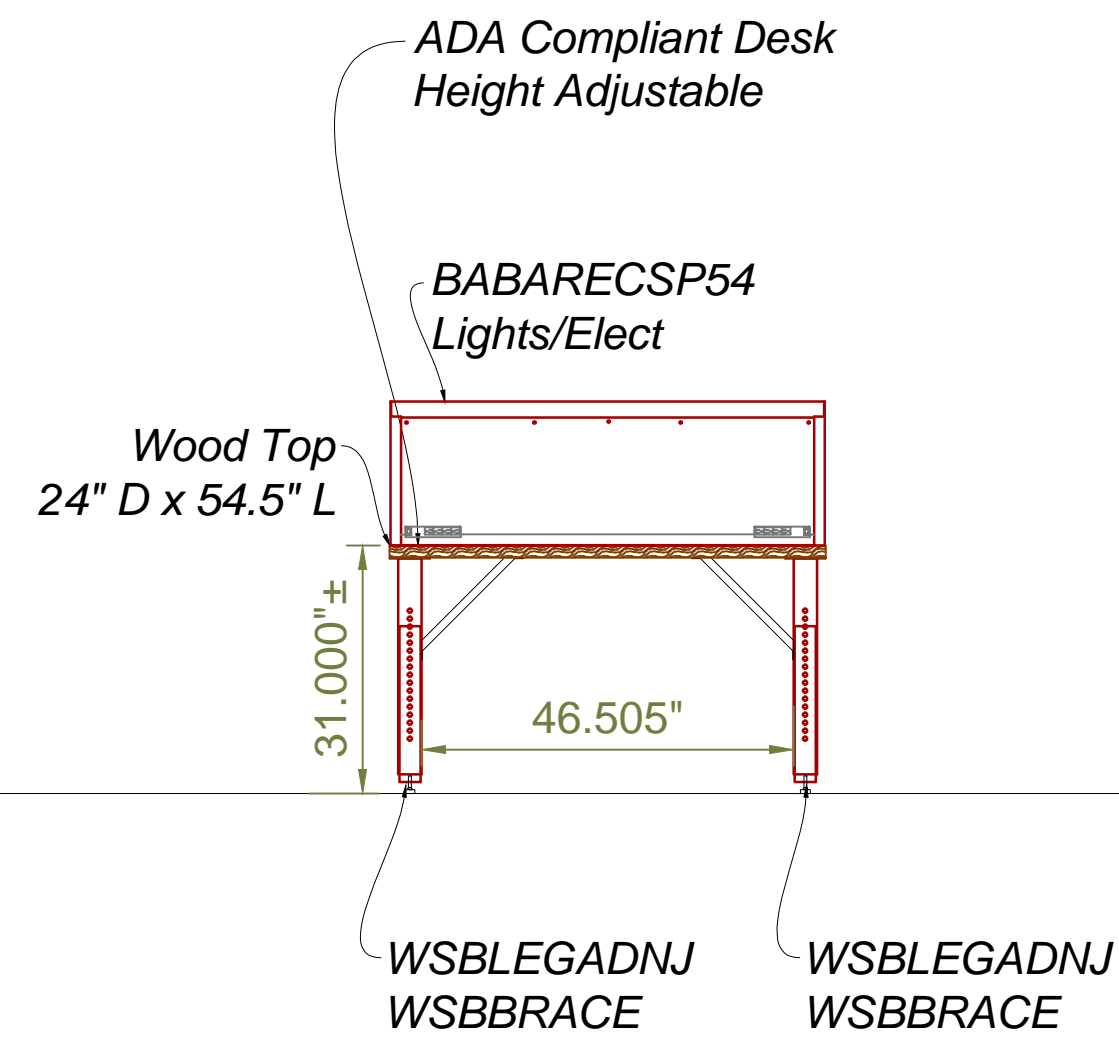 ADA Compliant Desk
Height Adjustable
BABARECSP54
Lights/Elect
Wood Top
24" D x 54.5" L
31.000"±
46.505"
WSBLEGADNJ
WSBBRACE
WSBLEGADNJ
WSBBRACE